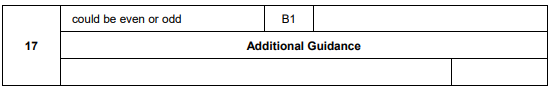 could be even or odd B1
17
Additional Guidance